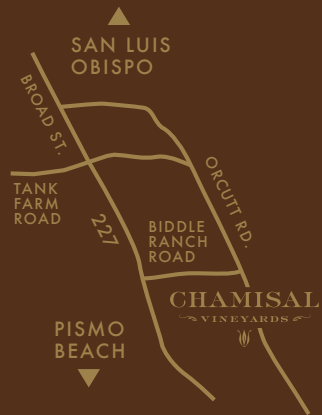 SAN LUIS
OBISPO
BROAD ST.
ORCUTT RD.
TANK
FARM
ROAD
227
BIDDLE
RANCH
ROAD
CHAMISAL
VINEYARDS
PISMO
BEACH